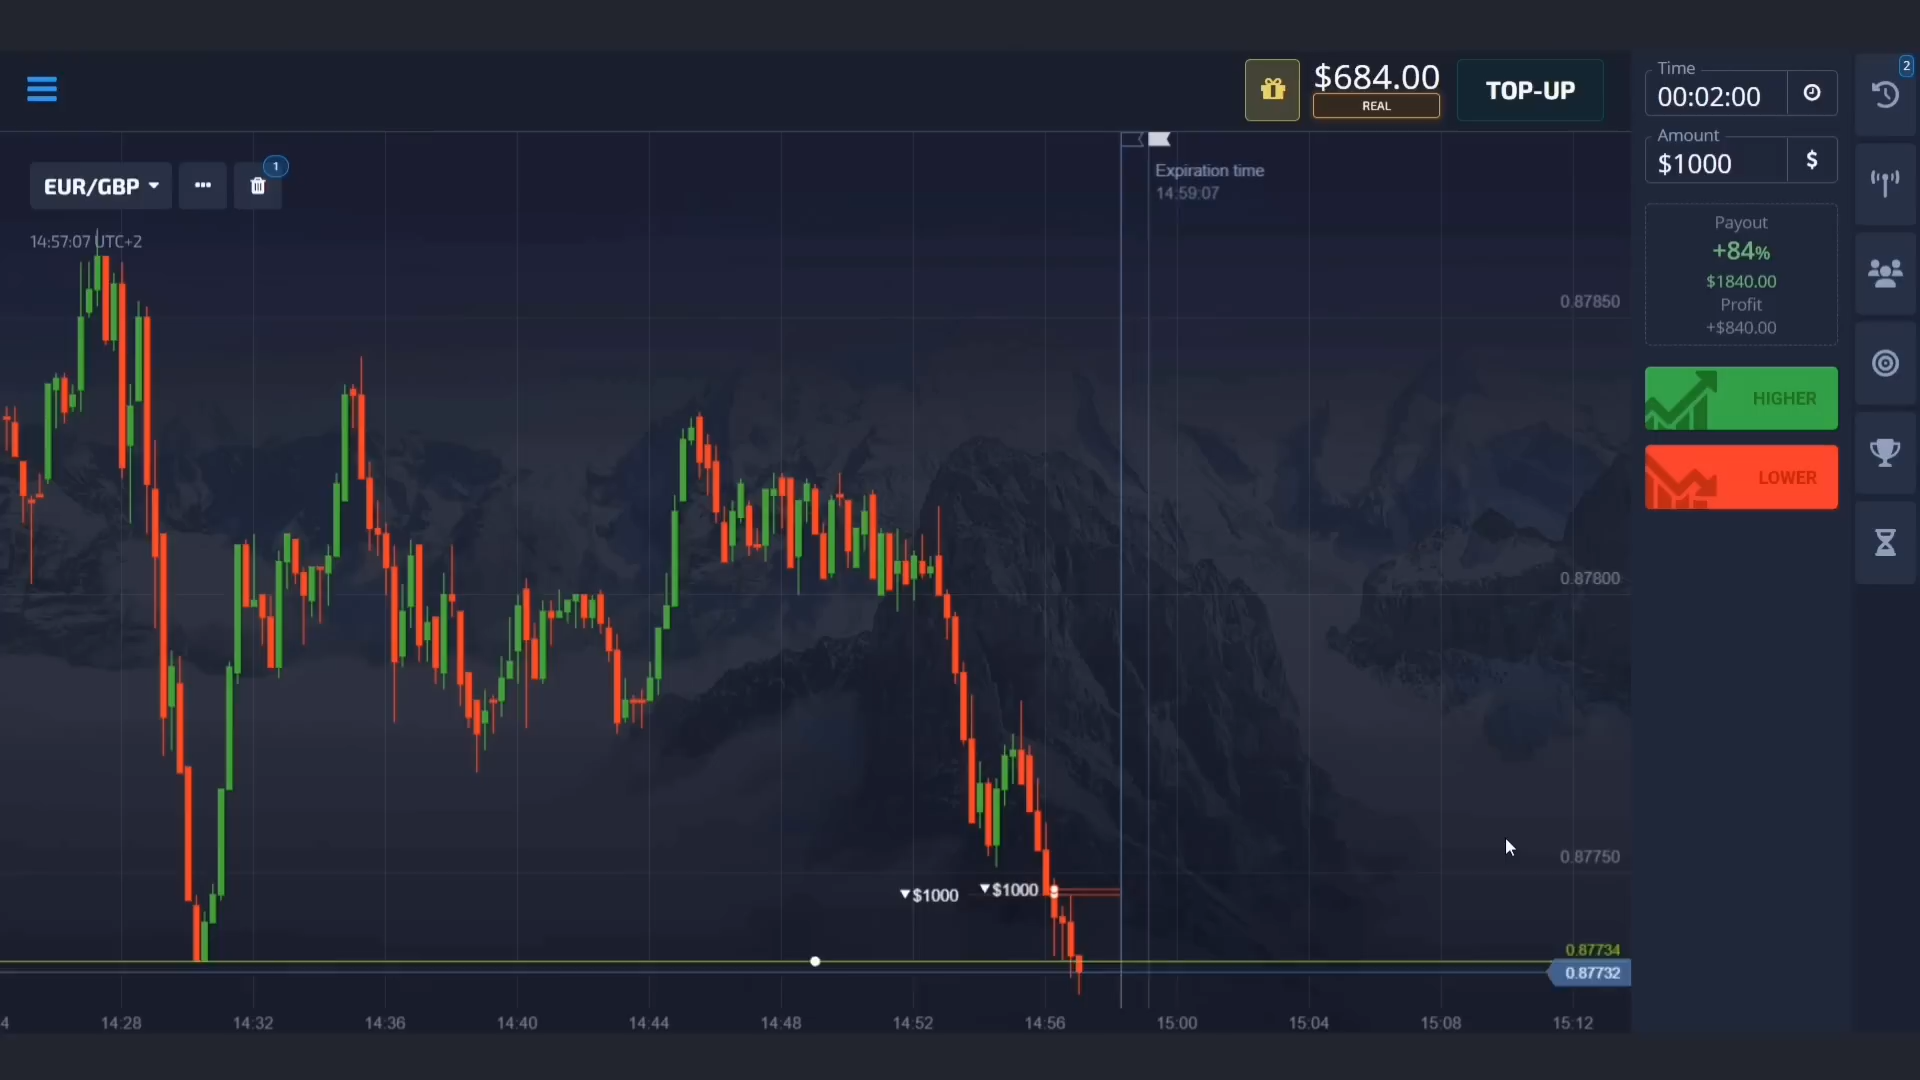 $684.00
REAL
TOP-UP
Time
00:02:00
2
Amount
$1000
$
EUR/GBP
1
14:57:07 UTC+2
Expiration time
14:59:07
Payout
+84%
$1840.00
Profit
+$840.00
HIGHER
LOWER
0.87850
0.87800
0.87750
$1000
$1000
0.87734
0.87732
4
14:28
14:32
14:36
14:40
14:44
14:48
14:52
14:56
15:00
15:04
15:08
15:12